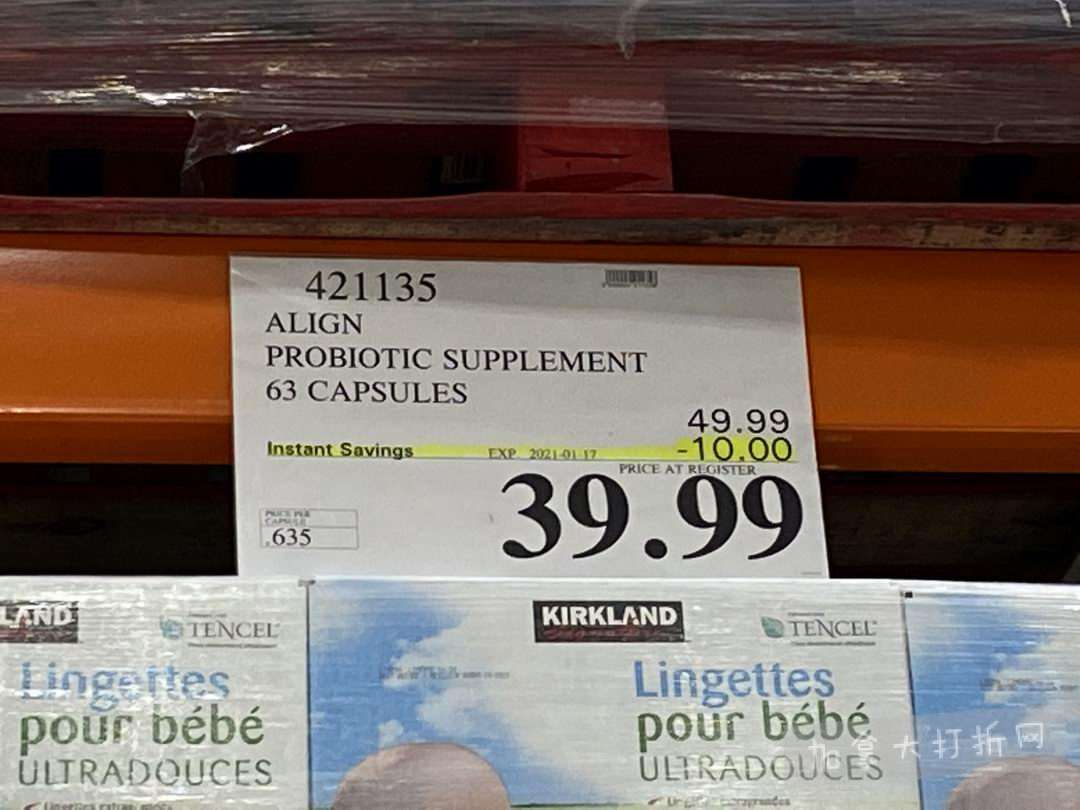 421135
ALIGN
PROBIOTIC SUPPLEMENT
63 CAPSULES
49.99
Instant Savings EXP 2021-01-17 -10.00
PRICE AT REGISTER
39.99
PRICE PER
CAPSULE
.635
LAND
TENCEL
Lingettes
pour bébé
ULTRADOUCES
KIRKLAND
TENCEL
Lingettes
pour bébé
ULTRADOUCES
加拿大打折网